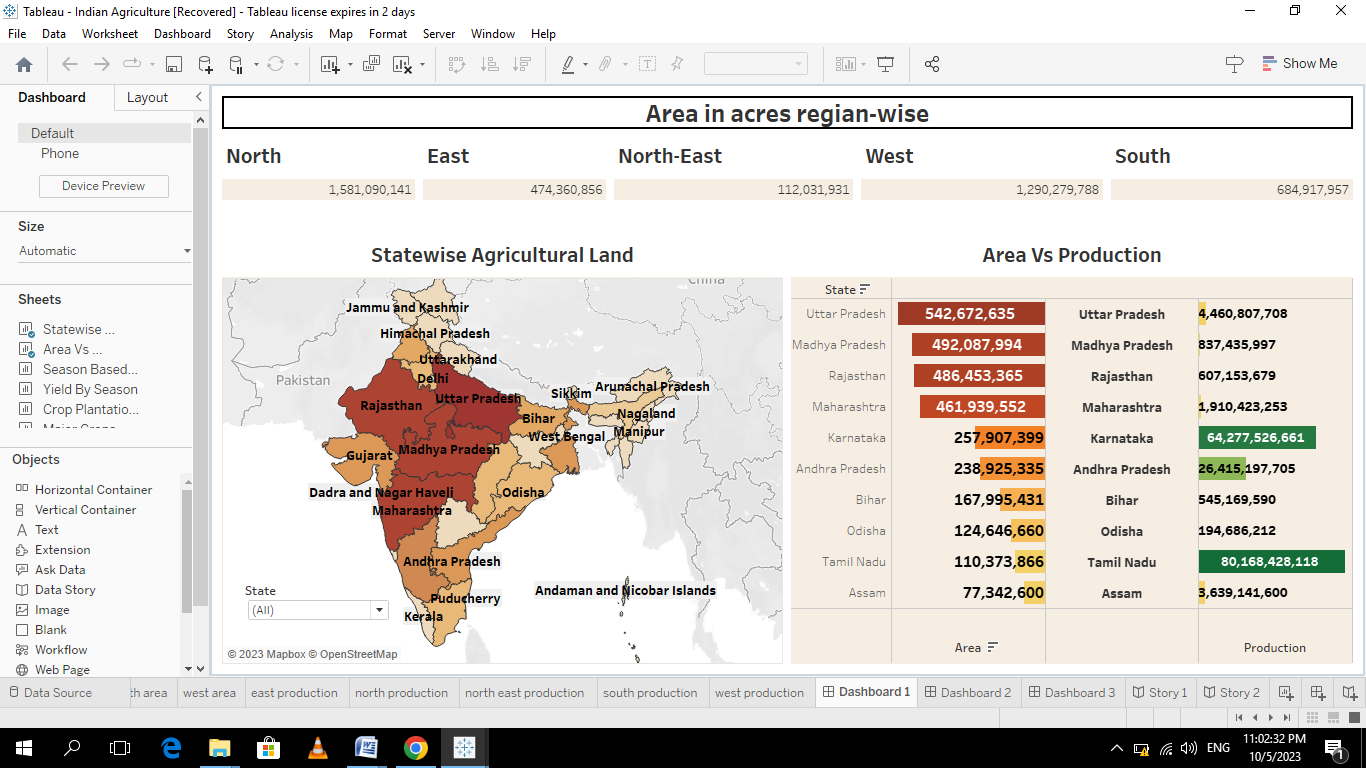 Tableau - Indian Agriculture [Recovered] - Tableau license expires in 2 days
File Data Worksheet Dashboard Story Analysis Map Format Server Window Help
Show Me
Dashboard Layout
Default
Phone
Device Preview
Size
Automatic
Sheets
Statewise ...
Area Vs ...
Season Based...
Yield By Season
Crop Plantatio...
Objects
Horizontal Container
Vertical Container
Text
Extension
Ask Data
Data Story
Image
Blank
Workflow
Web Page
Area in acres regian-wise
North East North-East West South
1,581,090,141 474,360,856 112,031,931 1,290,279,788 684,917,957
Statewise Agricultural Land
China
Jammu and Kashmir
Himachal Pradesh
Uttarakhand
Pakistan
Delhi
Arunachal Pradesh
Sikkim
Uttar Pradesh
Rajasthan
Nagaland
Bihar
Manipur
West Bengal
Madhya Pradesh
Gujarat
Dadra and Nagar Haveli
Odisha
Maharashtra
Andhra Pradesh
Andaman and Nicobar Islands
Puducherry
Kerala
State
(All)
© 2023 Mapbox © OpenStreetMap
Area Vs Production
State
Uttar Pradesh 542,672,635 Uttar Pradesh 4,460,807,708
Madhya Pradesh 492,087,994 Madhya Pradesh 837,435,997
Rajasthan 486,453,365 Rajasthan 607,153,679
Maharashtra 461,939,552 Maharashtra 1,910,423,253
Karnataka 257,907,399 Karnataka 64,277,526,661
Andhra Pradesh 238,925,335 Andhra Pradesh 26,415,197,705
Bihar 167,995,431 Bihar 545,169,590
Odisha 124,646,660 Odisha 194,686,212
Tamil Nadu 110,373,866 Tamil Nadu 80,168,428,118
Assam 77,342,600 Assam 3,639,141,600
Area Production
Data Source th area west area east production north production north east production south production west production Dashboard 1 Dashboard 2 Dashboard 3 Story 1 Story 2
ENG
11:02:32 PM
10/5/2023
1